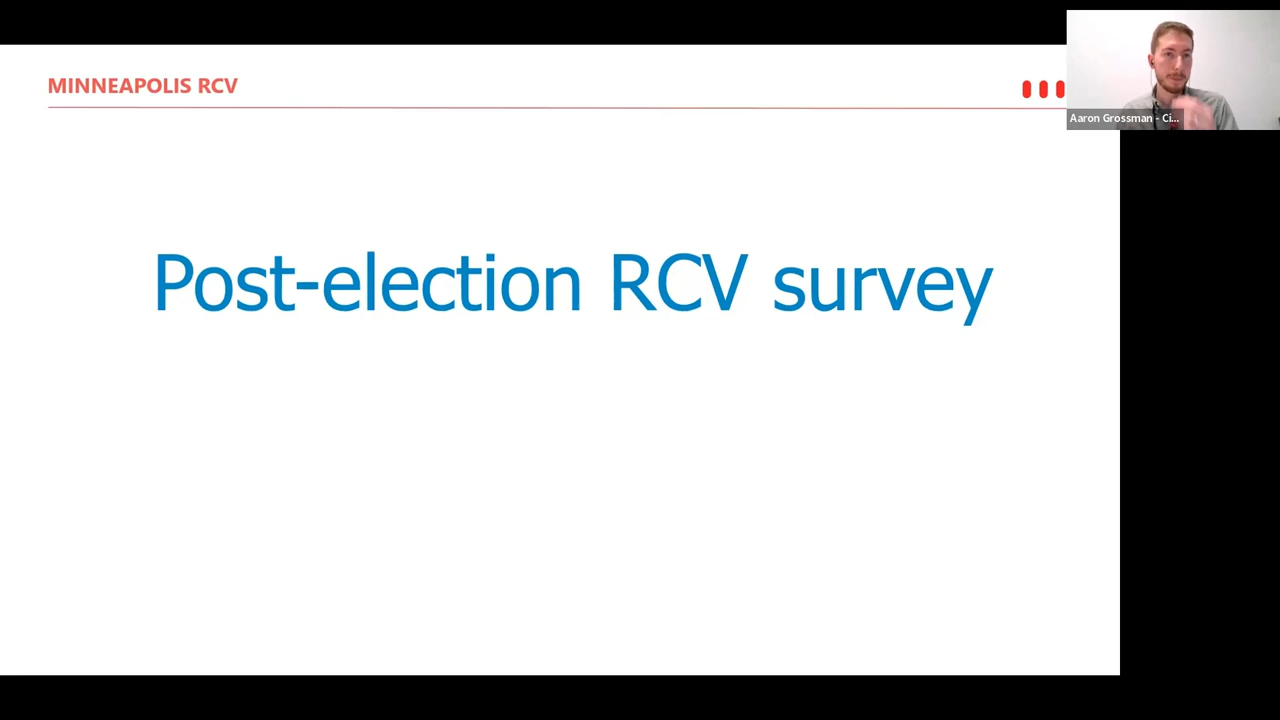 MINNEAPOLIS RCV
Aaron Grossman - Ci...
Post-election RCV survey